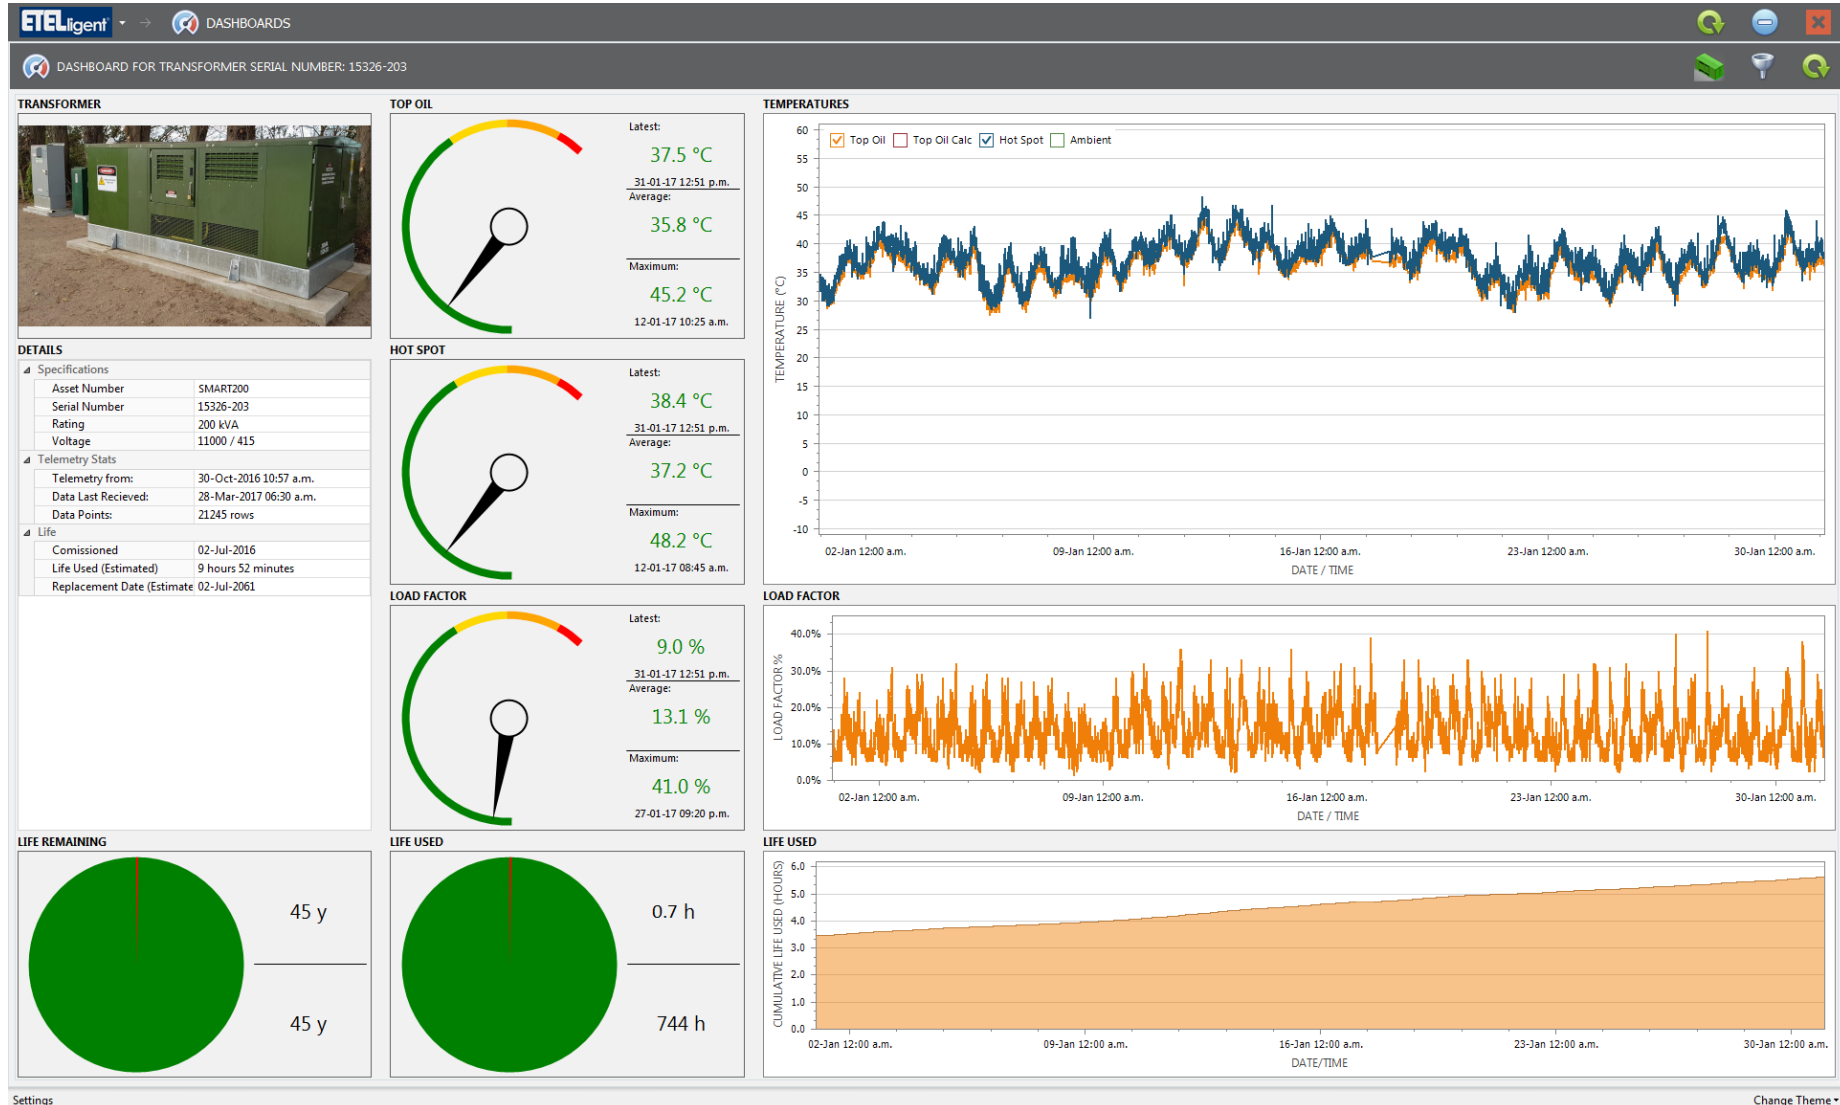 ETELligent
DASHBOARDS
DASHBOARD FOR TRANSFORMER SERIAL NUMBER: 15326-203
TRANSFORMER
DETAILS
Specifications
Asset Number SMART200
Serial Number 15326-203
Rating 200 kVA
Voltage 11000 / 415
Telemetry Stats
Telemetry from: 30-Oct-2016 10:57 a.m.
Data Last Recieved: 28-Mar-2017 06:30 a.m.
Data Points: 21245 rows
Life
Comissioned 02-Jul-2016
Life Used (Estimated) 9 hours 52 minutes
Replacement Date (Estimate 02-Jul-2061
LIFE REMAINING
45 y
45 y
TOP OIL
Latest:
37.5 °C
31-01-17 12:51 p.m.
Average:
35.8 °C
Maximum:
45.2 °C
12-01-17 10:25 a.m.
HOT SPOT
Latest:
38.4 °C
31-01-17 12:51 p.m.
Average:
37.2 °C
Maximum:
48.2 °C
12-01-17 08:45 a.m.
LOAD FACTOR
Latest:
9.0 %
31-01-17 12:51 p.m.
Average:
13.1 %
Maximum:
41.0 %
27-01-17 09:20 p.m.
LIFE USED
0.7 h
744 h
TEMPERATURES
Top Oil Top Oil Calc Hot Spot Ambient
TEMPERATURE (°C)
60
55
50
45
40
35
30
25
20
15
10
5
0
-5
-10
02-Jan 12:00 a.m. 09-Jan 12:00 a.m. 16-Jan 12:00 a.m. 23-Jan 12:00 a.m. 30-Jan 12:00 a.m.
DATE / TIME
LOAD FACTOR
LOAD FACTOR %
40.0%
30.0%
20.0%
10.0%
0.0%
02-Jan 12:00 a.m. 09-Jan 12:00 a.m. 16-Jan 12:00 a.m. 23-Jan 12:00 a.m. 30-Jan 12:00 a.m.
DATE / TIME
LIFE USED
CUMULATIVE LIFE USED (HOURS)
6.0
5.0
4.0
3.0
2.0
1.0
0.0
02-Jan 12:00 a.m. 09-Jan 12:00 a.m. 16-Jan 12:00 a.m. 23-Jan 12:00 a.m. 30-Jan 12:00 a.m.
DATE/TIME
Settings
Change Theme